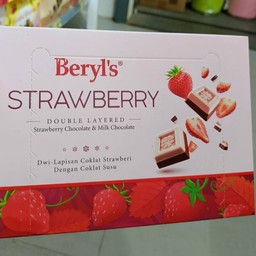 Beryl's®
STRAWBERRY
DOUBLE LAYERED
Strawberry Chocolate & Milk Chocolate
Dwi-Lapisan Coklat Strawberi
Dengan Coklat Susu